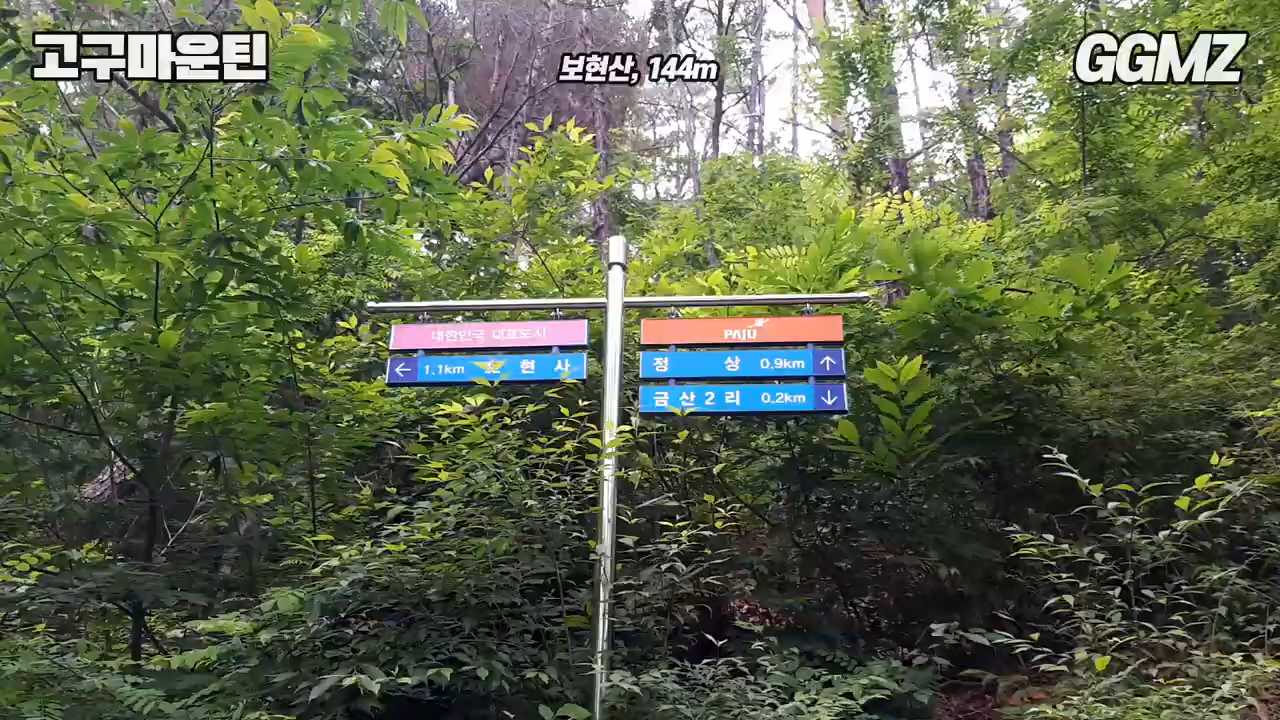 고구마운틴
보현산, 144m
GGMZ
대한민국 대표도시
← 1.1km 보 현 사
PAJU
정 상 0.9km ↑
금 산 2 리 0.2km ↓